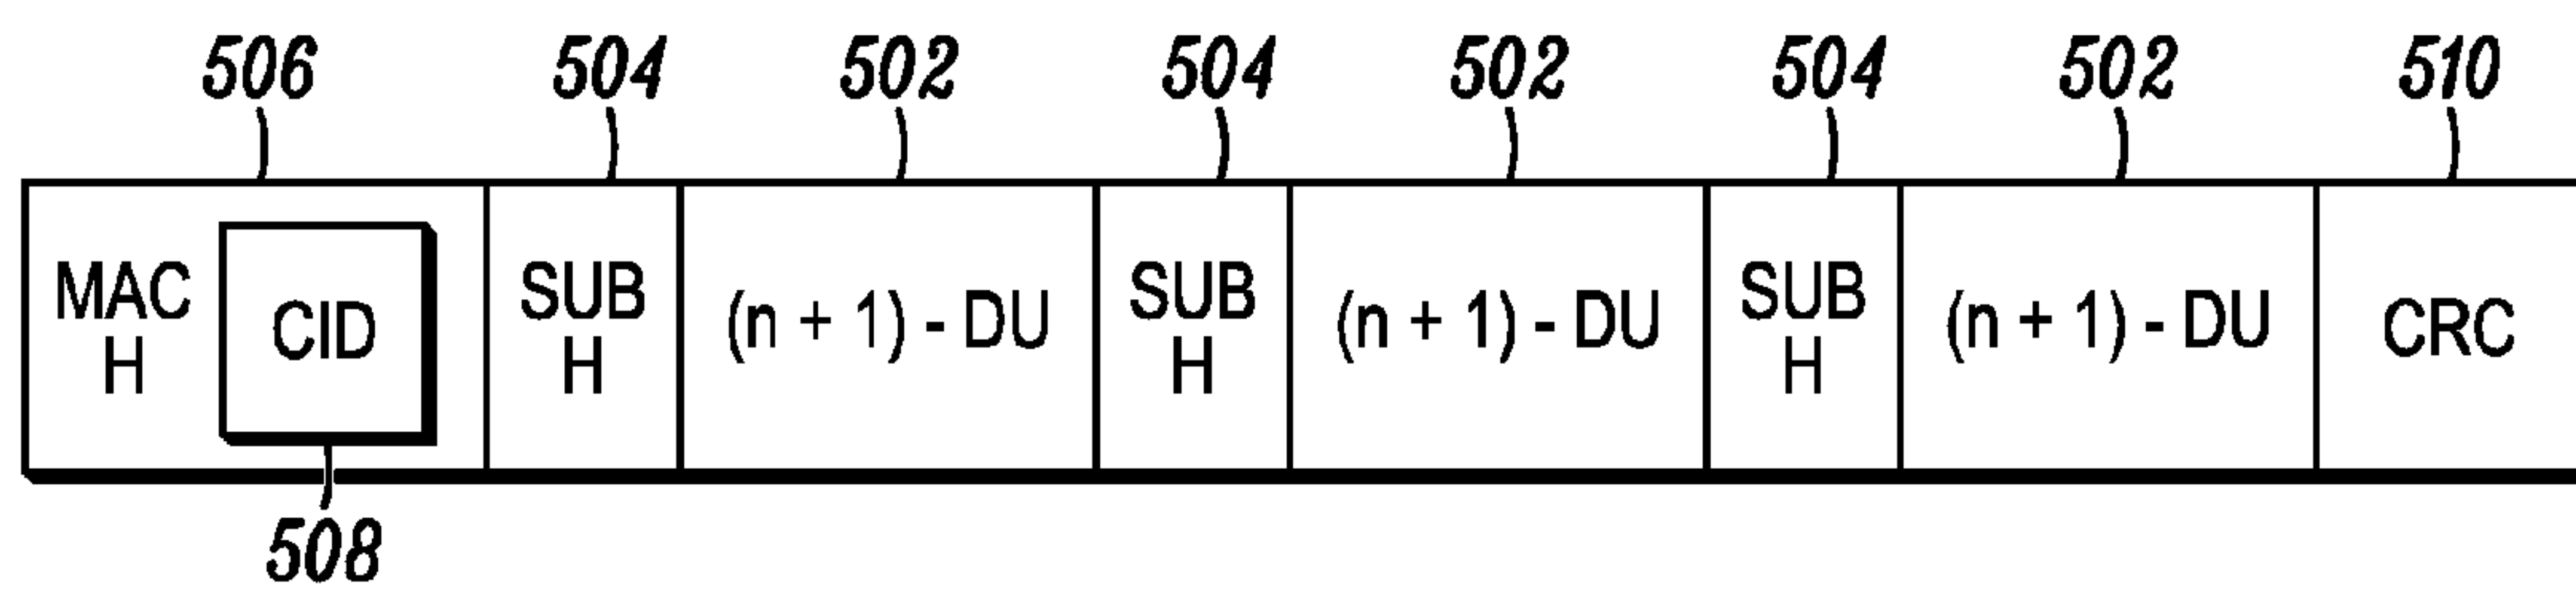 506 504 502 504 502 504 502 510
MAC H CID SUB H (n + 1) - DU SUB H (n + 1) - DU SUB H (n + 1) - DU CRC
508